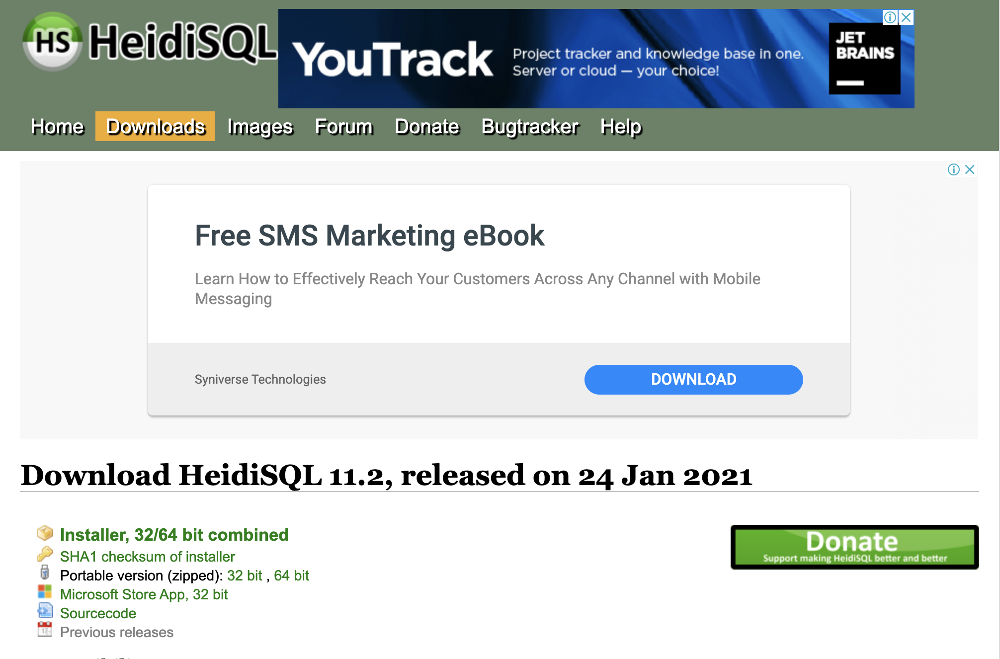 HS HeidiSQL
YouTrack
Project tracker and knowledge base in one.
Server or cloud — your choice!
JET
BRAINS
Home Downloads Images Forum Donate Bugtracker Help
Free SMS Marketing eBook
Learn How to Effectively Reach Your Customers Across Any Channel with Mobile
Messaging
Syniverse Technologies
DOWNLOAD
Download HeidiSQL 11.2, released on 24 Jan 2021
Installer, 32/64 bit combined
SHA1 checksum of installer
Portable version (zipped): 32 bit , 64 bit
Microsoft Store App, 32 bit
Sourcecode
Previous releases
Donate
Support making HeidiSQL better and better